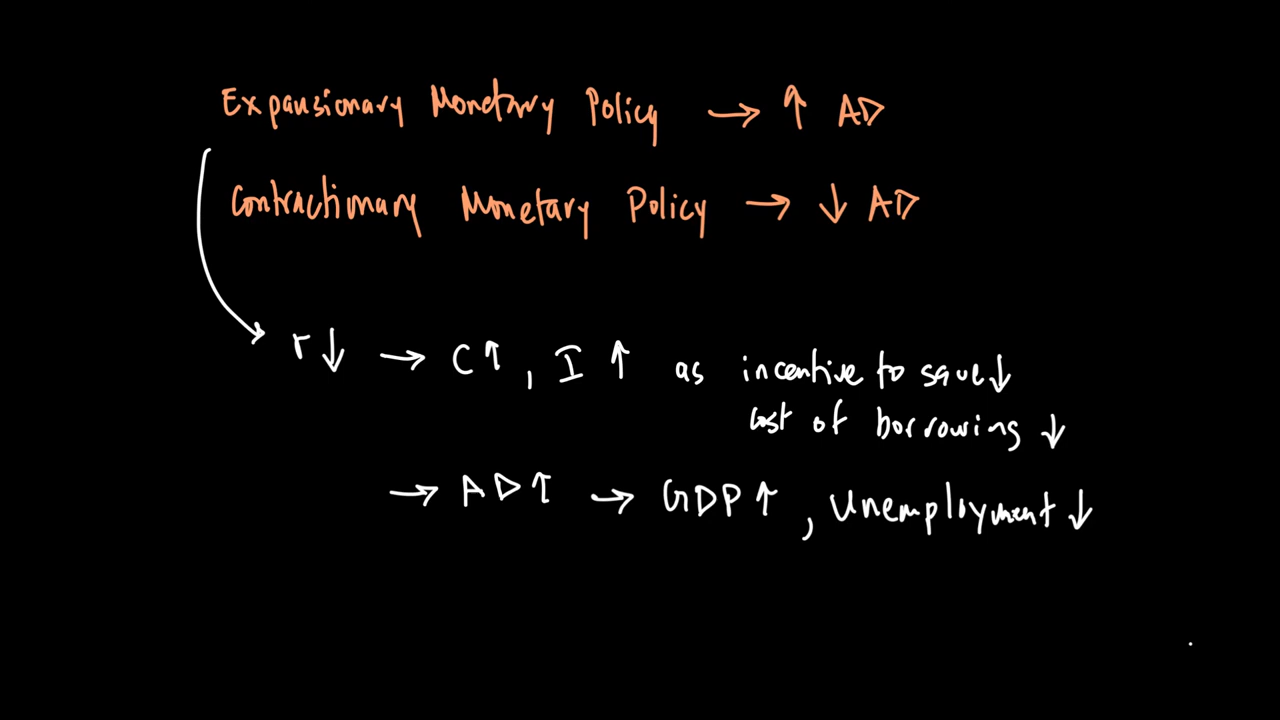 Expansionary Monetary Policy → ↑ AD
Contractionary Monetary Policy → ↓ AD
r↓ → C↑, I↑ as incentive to save↓
cost of borrowing ↓
→ AD↑ → GDP↑, Unemployment↓